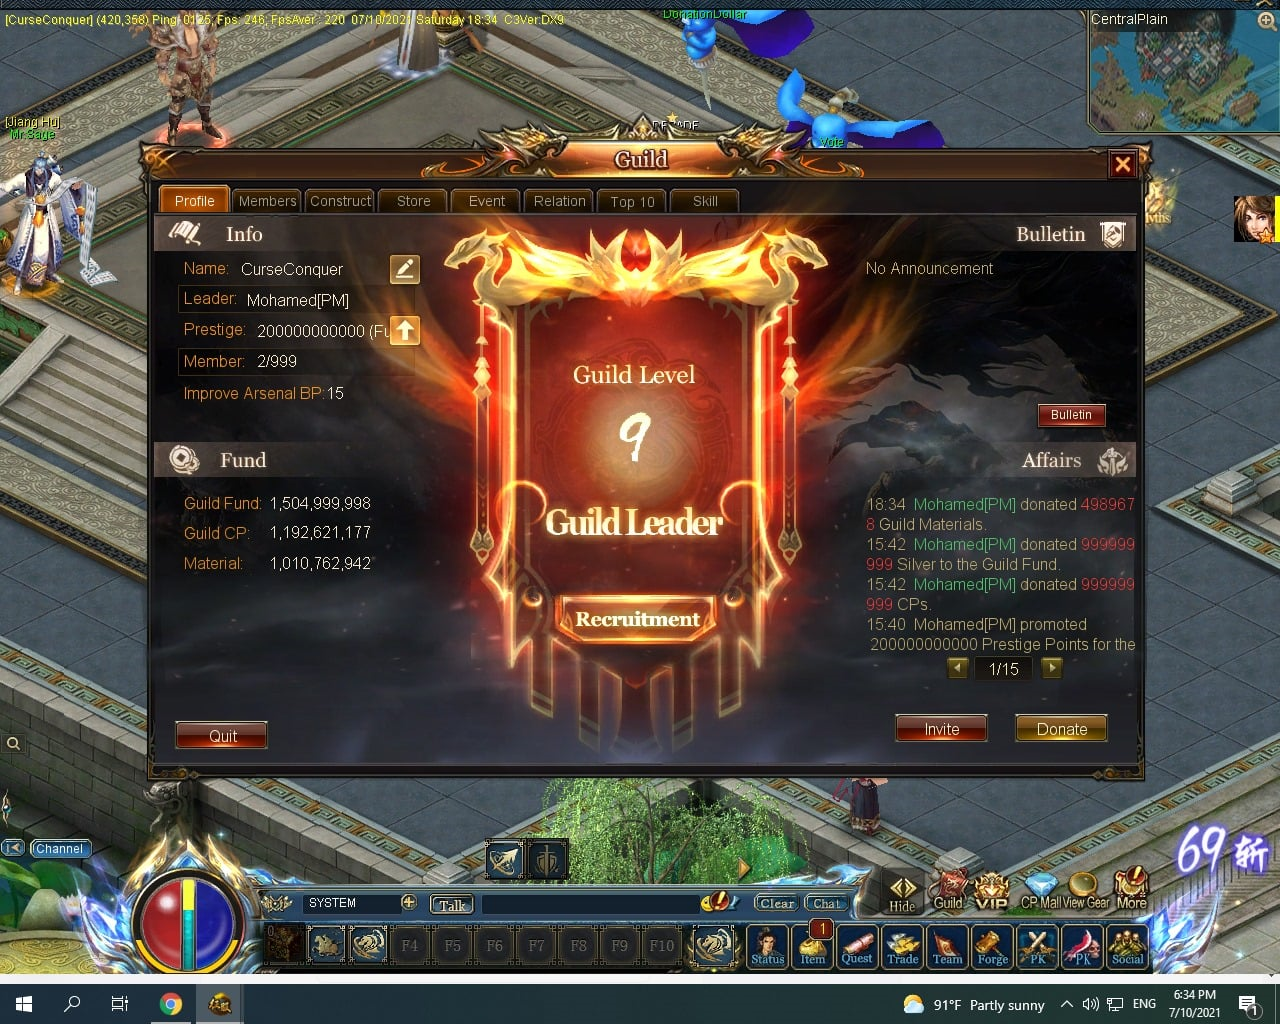 [CurseConquer] (420,358) Ping: 0125, Fps: 246; FpsAver : 220 07/10/2021 Saturday 18:34 C3Ver:DX9
DonationDollar
CentralPlain
[Jiang Hu]
Mr.Sage
Vote
Guild
Profile Members Construct Store Event Relation Top 10 Skill
Info
Name: CurseConquer
Leader: Mohamed[PM]
Prestige: 200000000000 (Fu
Member: 2/999
Improve Arsenal BP:15
Fund
Guild Fund: 1,504,999,998
Guild CP: 1,192,621,177
Material: 1,010,762,942
Guild Level
9
Guild Leader
Recruitment
Bulletin
No Announcement
Bulletin
Affairs
18:34 Mohamed[PM] donated 498967
8 Guild Materials.
15:42 Mohamed[PM] donated 999999
999 Silver to the Guild Fund.
15:42 Mohamed[PM] donated 999999
999 CPs.
15:40 Mohamed[PM] promoted
200000000000 Prestige Points for the
1/15
Quit
Invite Donate
Channel
69 斩
SYSTEM Talk Clear Chat
Hide Guild VIP CP Mall View Gear More
0 F4 F5 F6 F7 F8 F9 F10
1
Status Item Quest Trade Team Forge PK PK Social
91°F Partly sunny ENG 6:34 PM
7/10/2021
1